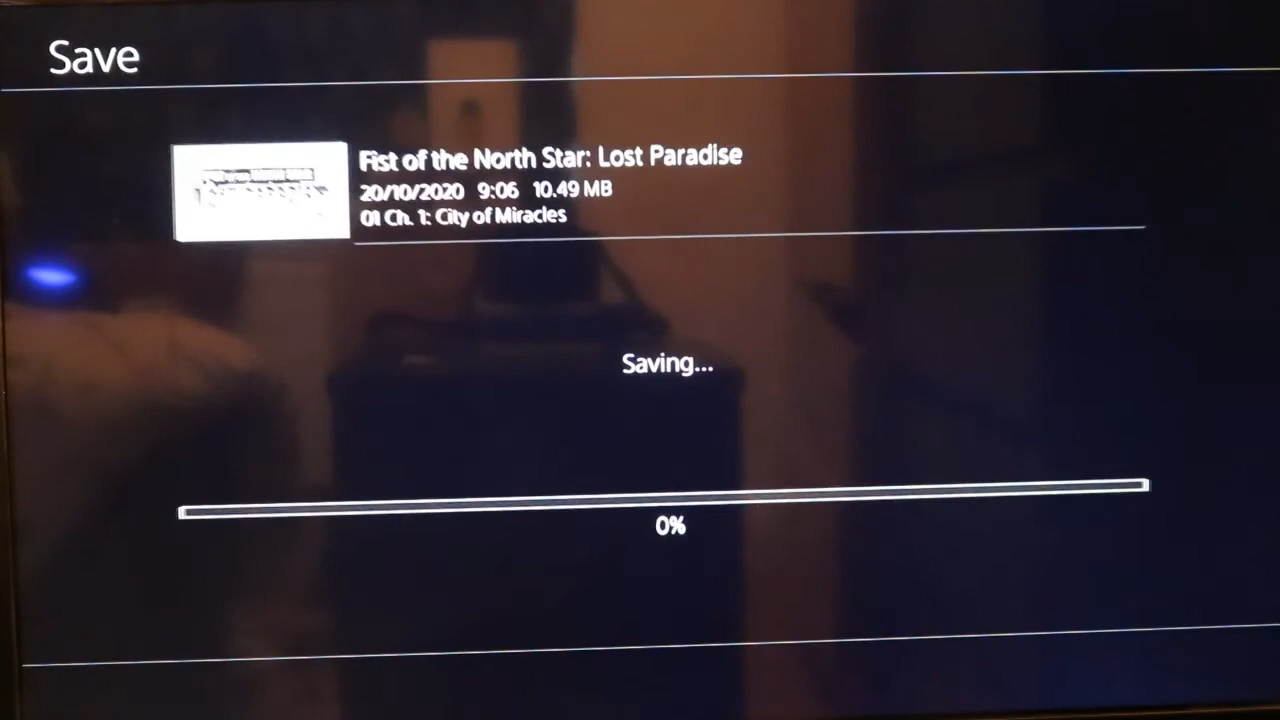 Save
Fist of the North Star: Lost Paradise
20/10/2020 9:06 10.49 MB
01 Ch. 1: City of Miracles
Saving...
0%